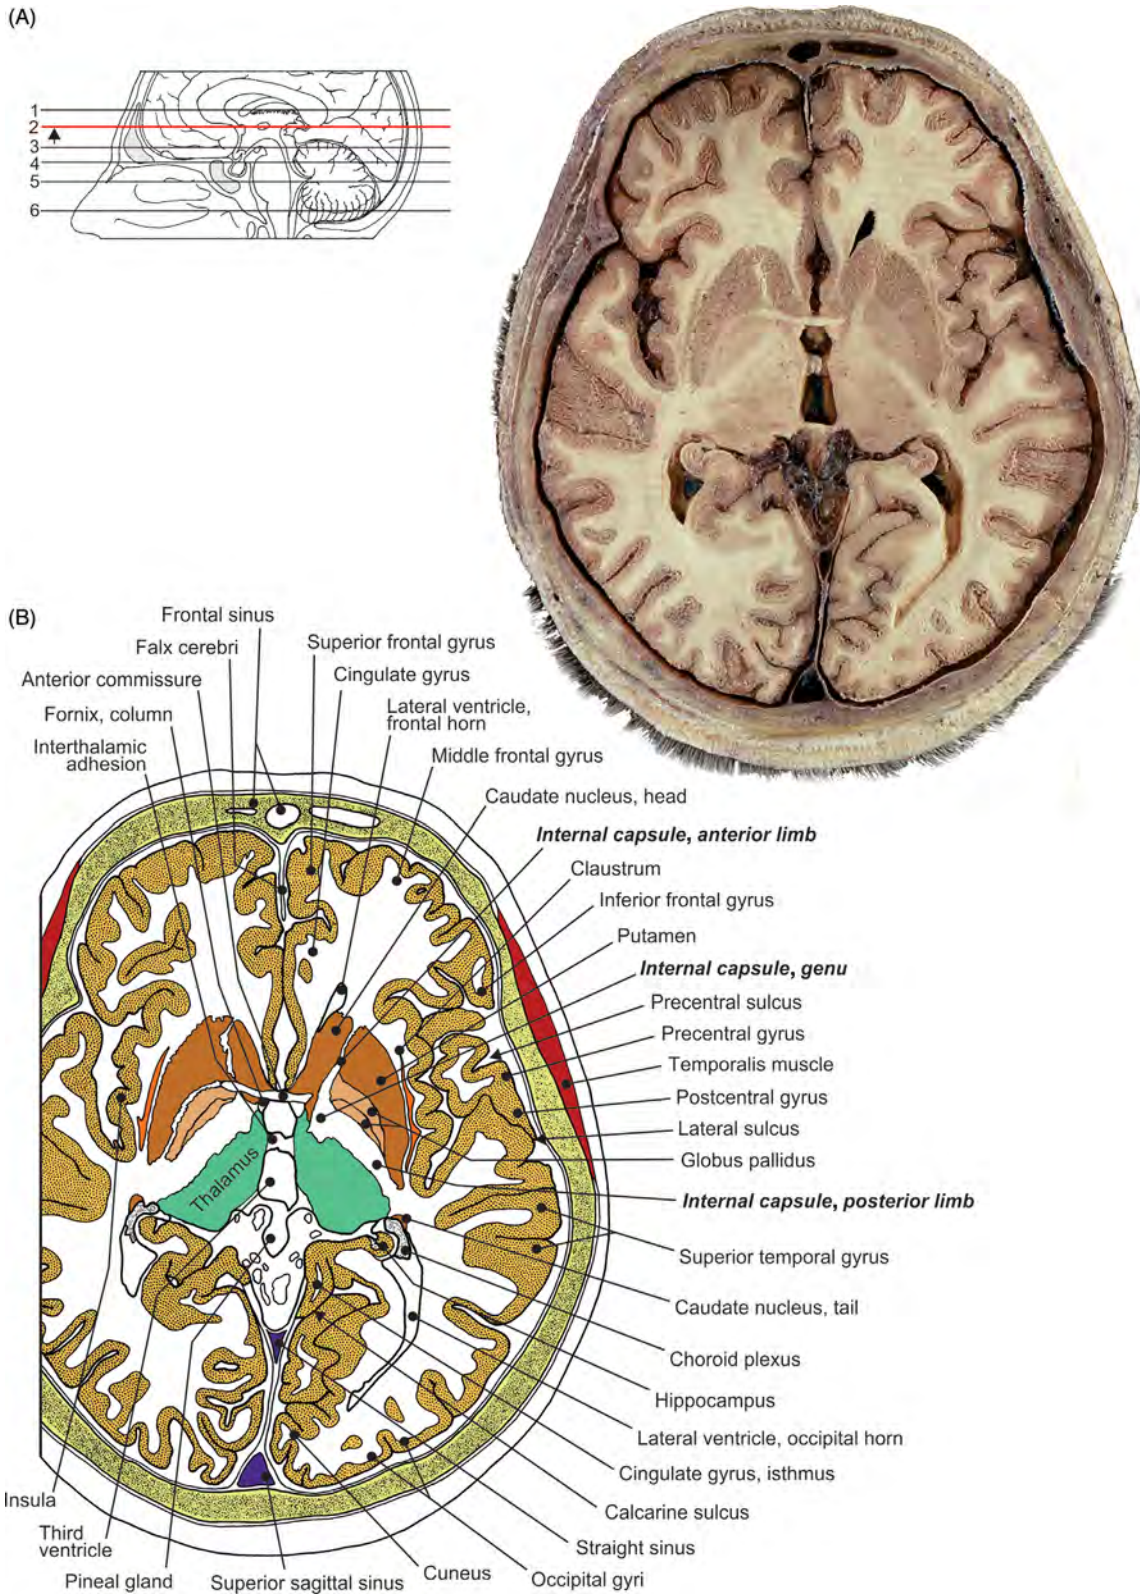 (A)
1
2
3
4
5
6
(B)
Frontal sinus
Falx cerebri
Anterior commissure
Fornix, column
Interthalamic
adhesion
Superior frontal gyrus
Cingulate gyrus
Lateral ventricle,
frontal horn
Middle frontal gyrus
Caudate nucleus, head
Internal capsule, anterior limb
Claustrum
Inferior frontal gyrus
Putamen
Internal capsule, genu
Precentral sulcus
Precentral gyrus
Temporalis muscle
Postcentral gyrus
Lateral sulcus
Globus pallidus
Internal capsule, posterior limb
Superior temporal gyrus
Caudate nucleus, tail
Choroid plexus
Hippocampus
Lateral ventricle, occipital horn
Cingulate gyrus, isthmus
Calcarine sulcus
Straight sinus
Occipital gyri
Cuneus
Superior sagittal sinus
Pineal gland
Third
ventricle
Insula
Thalamus